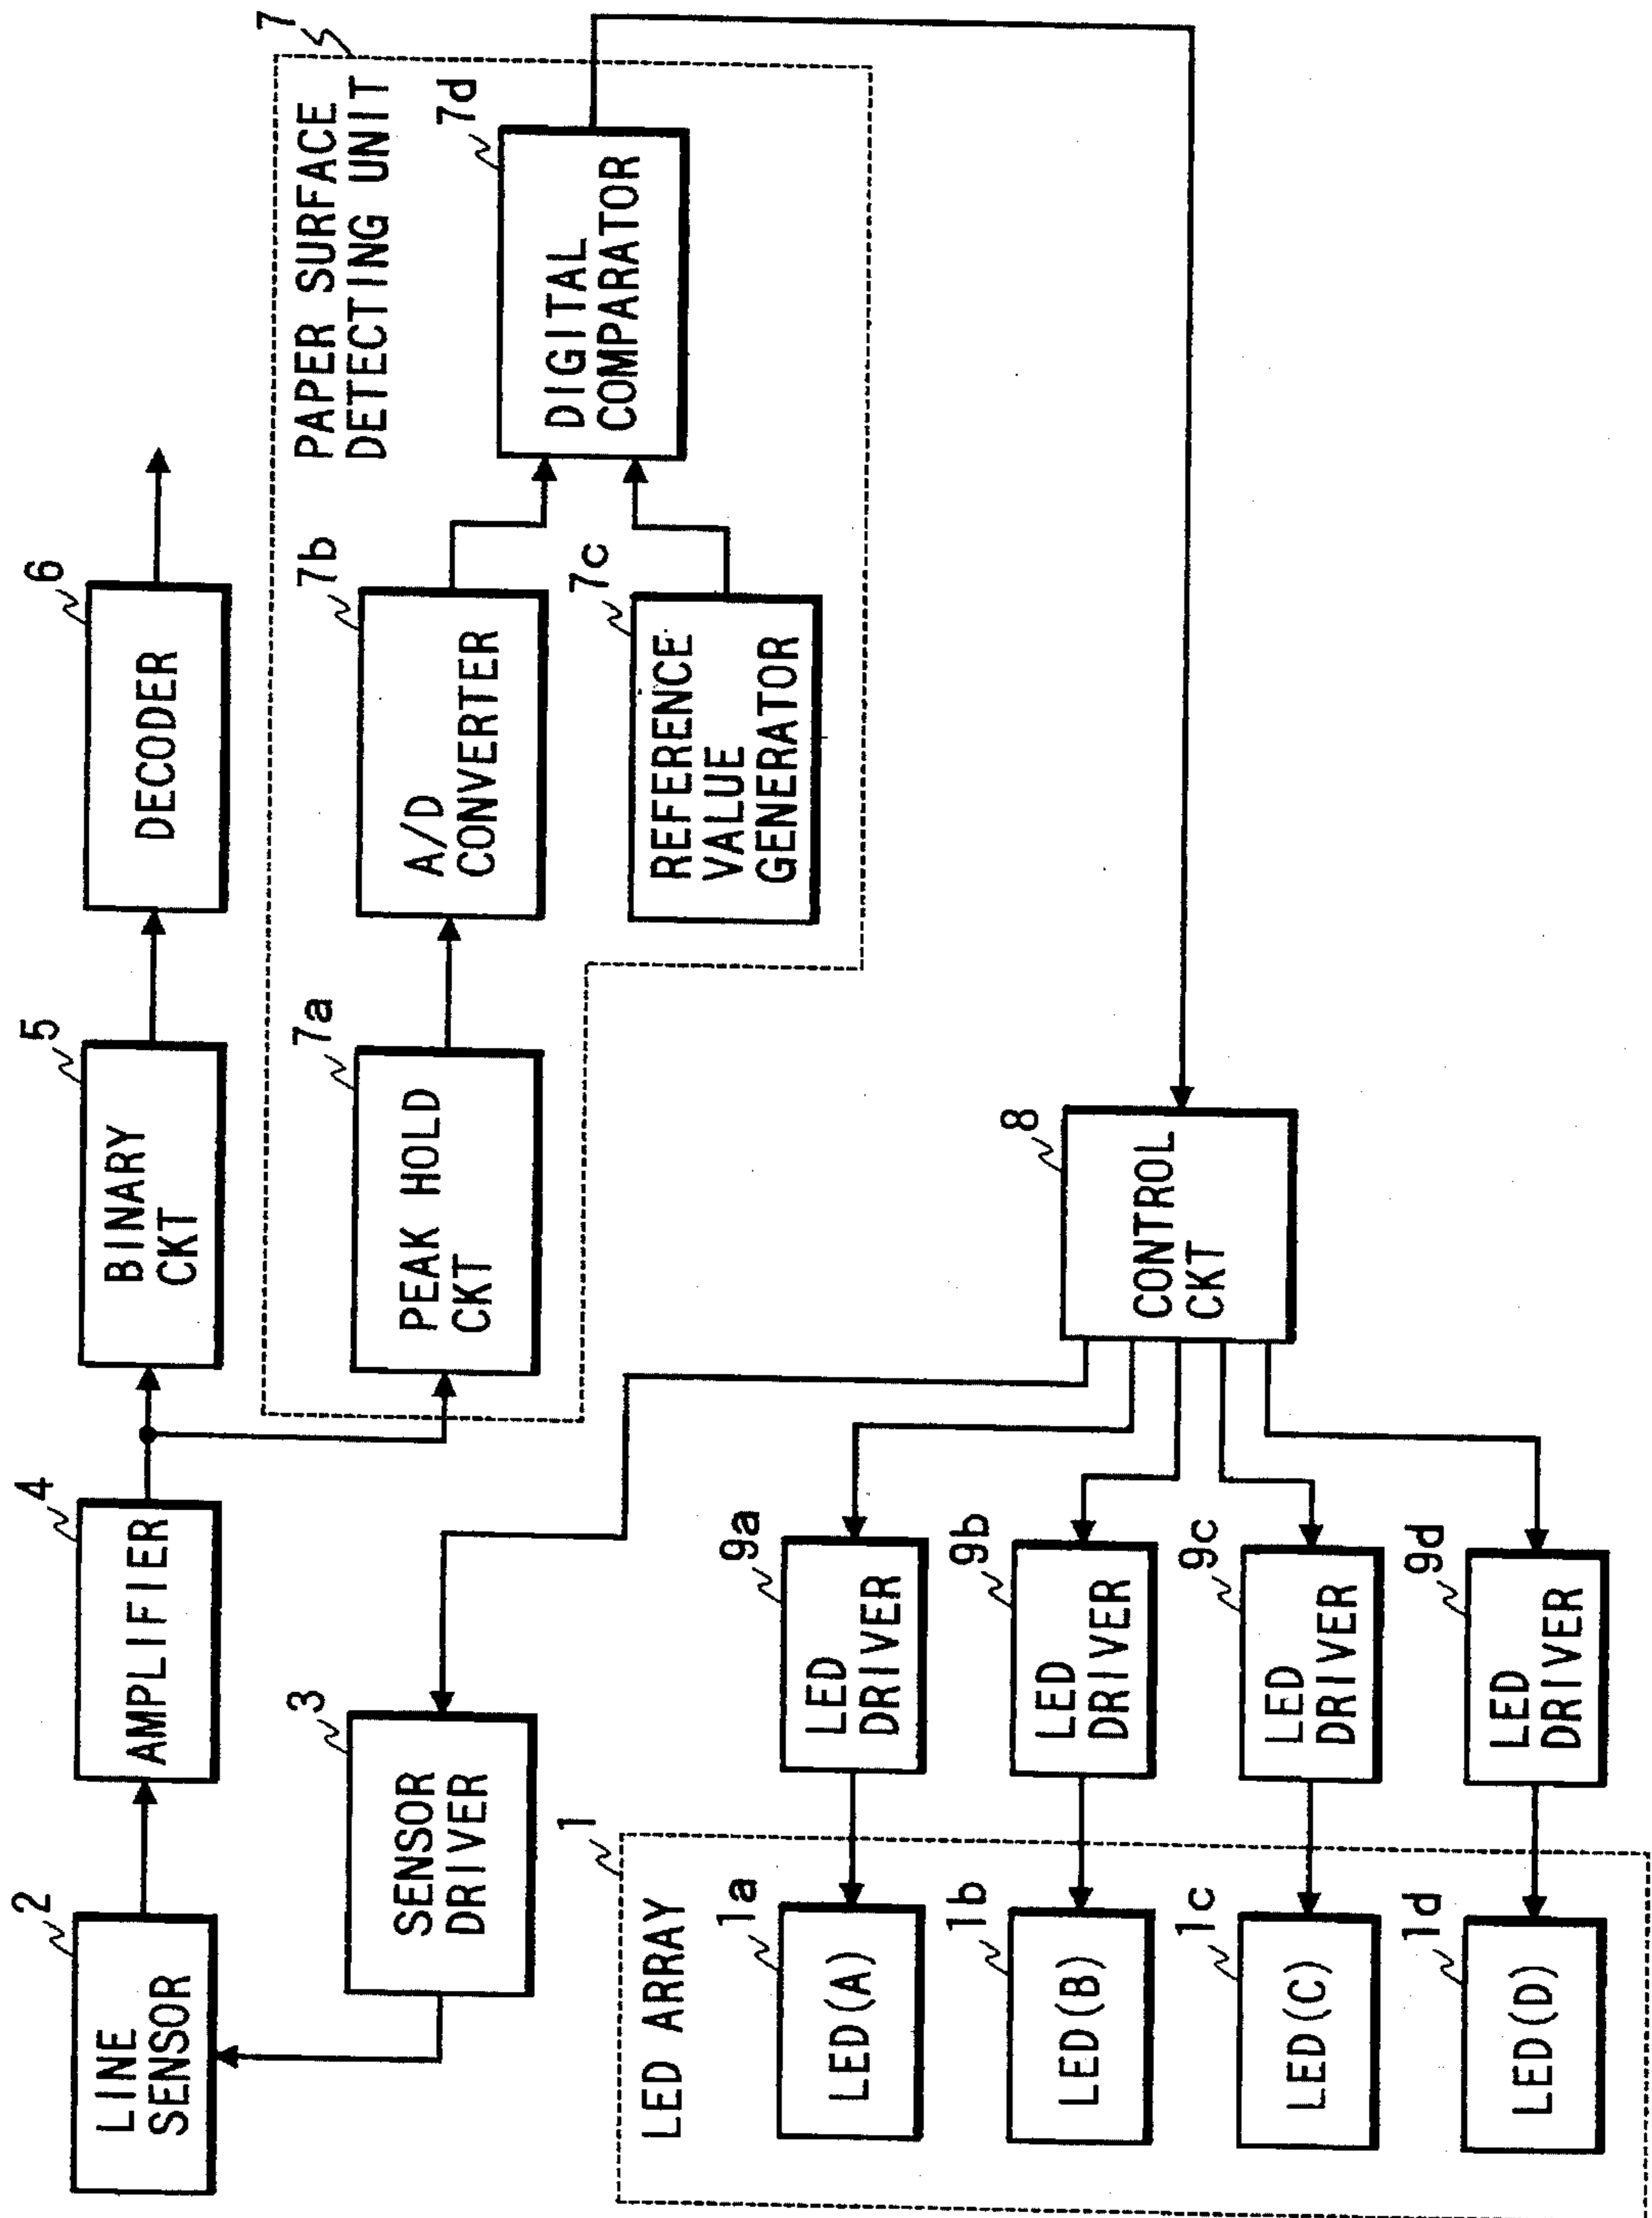 2
LINE
SENSOR
4
AMPLIFIER
5
BINARY
CKT
6
DECODER
3
SENSOR
DRIVER
7
PAPER SURFACE
DETECTING UNIT
7a
PEAK HOLD
CKT
7b
A/D
CONVERTER
7c
REFERENCE
VALUE
GENERATOR
7d
DIGITAL
COMPARATOR
8
CONTROL
CKT
1
LED ARRAY
1a
LED(A)
9a
LED
DRIVER
1b
LED(B)
9b
LED
DRIVER
1c
LED(C)
9c
LED
DRIVER
1d
LED(D)
9d
LED
DRIVER